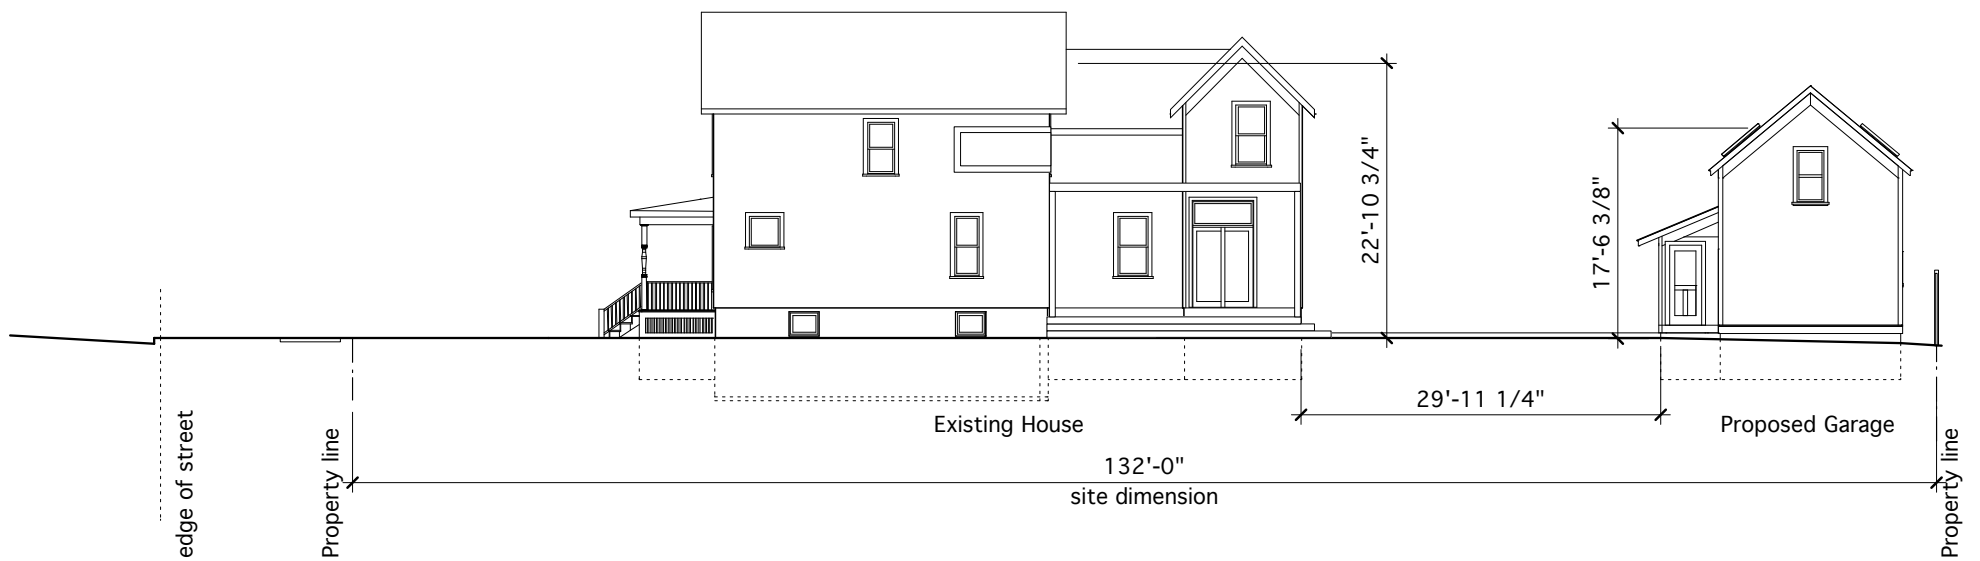 22'-10 3/4"
17'-6 3/8"
29'-11 1/4"
Existing House
Proposed Garage
edge of street
Property line
132'-0"
site dimension
Property line